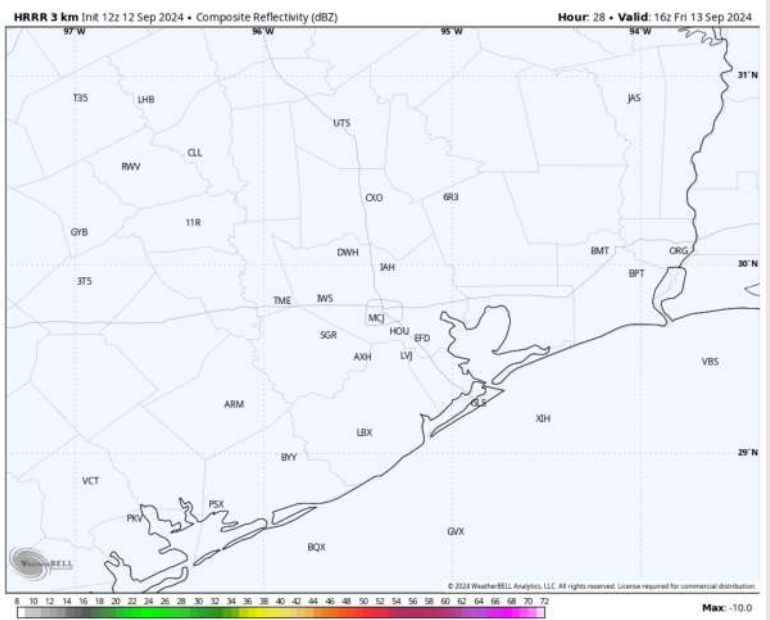 HRRR 3 km Init 12z 12 Sep 2024 • Composite Reflectivity (dBZ) Hour: 28 • Valid: 16z Fri 13 Sep 2024
97°W 96°W 95°W 94°W
31°N
T35 LHB JAS
UTS
CLL
RWV
OXO 6R3
11R
GYB
DWH BMT ORG
IAH 30°N
3T5 BPT
TME IWS
MCJ
SGR HOU EFD
AXH LVJ
VBS
ARM GLS
XIH
LBX
BYY 29°N
VCT
PKV PSX
GVX
BQX
WeatherBELL
© 2024 WeatherBELL Analytics, LLC. All rights reserved. License required for commercial distribution.
8 10 12 14 16 18 20 22 24 26 28 30 32 34 36 38 40 42 44 46 48 50 52 54 56 58 60 62 64 66 68 70 72
Max: -10.0